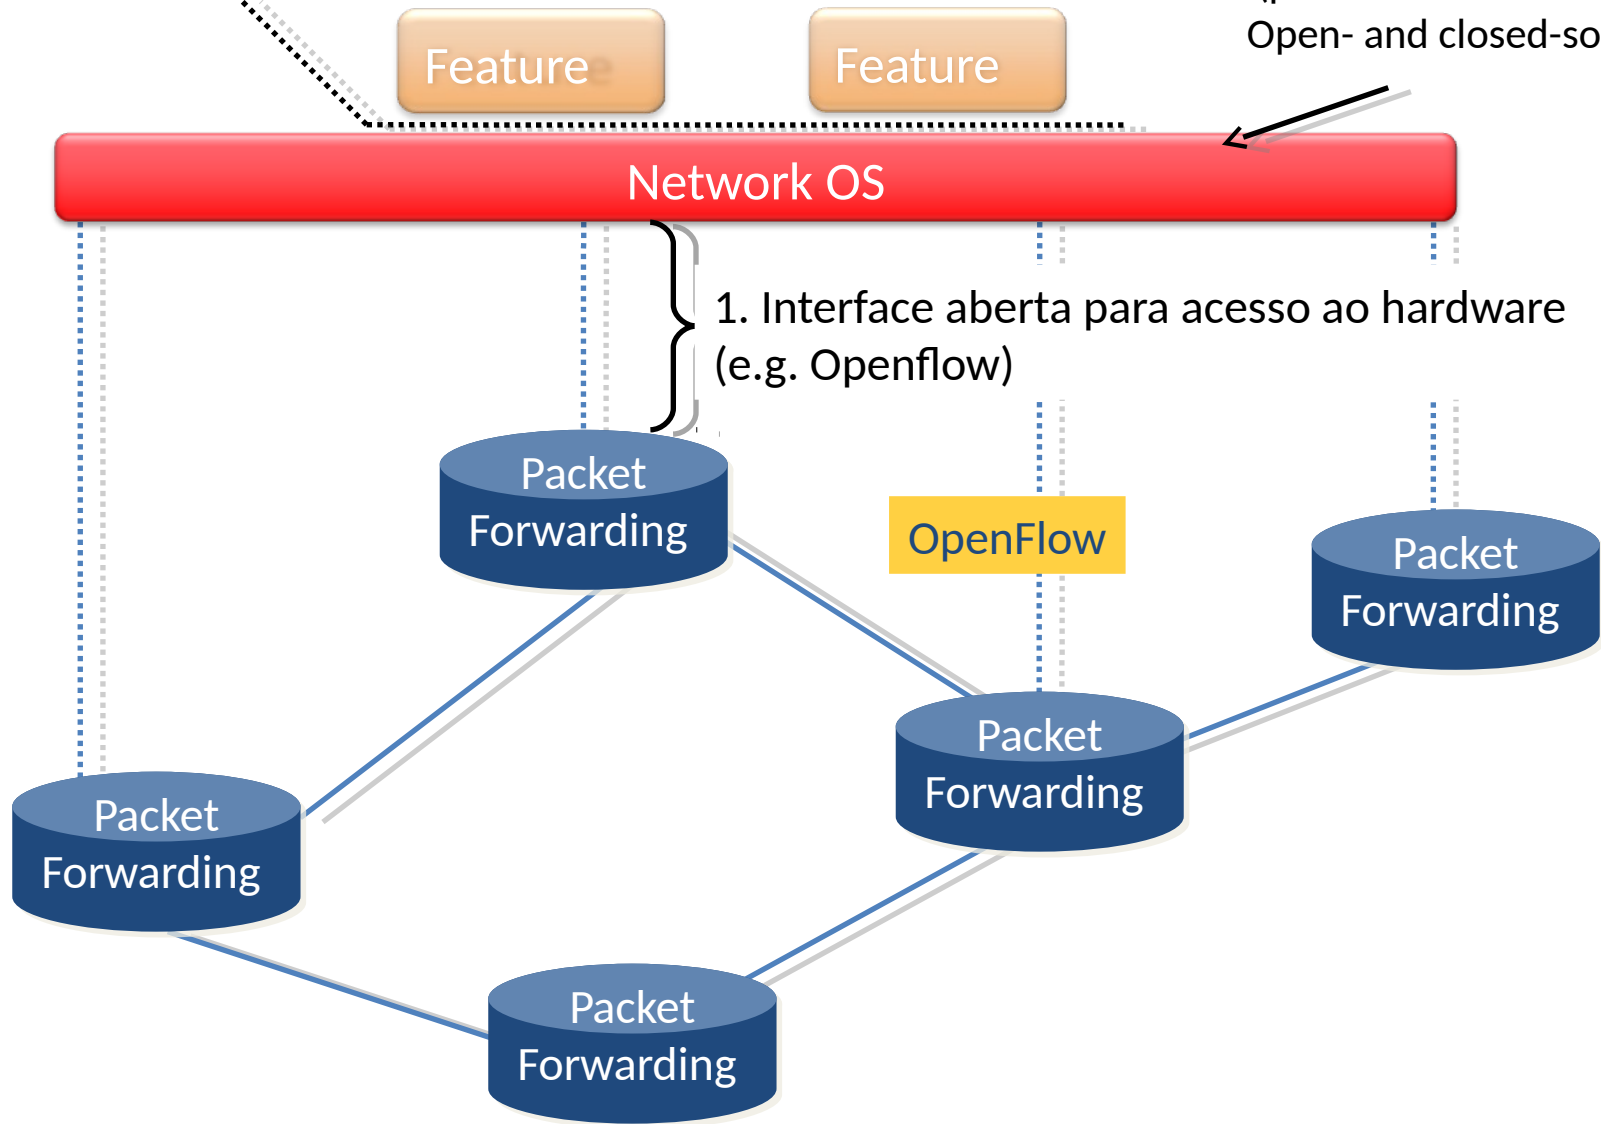 Open- and closed-so
Feature
Feature
Network OS
1. Interface aberta para acesso ao hardware
(e.g. Openflow)
Packet
Forwarding
OpenFlow
Packet
Forwarding
Packet
Forwarding
Packet
Forwarding
Packet
Forwarding